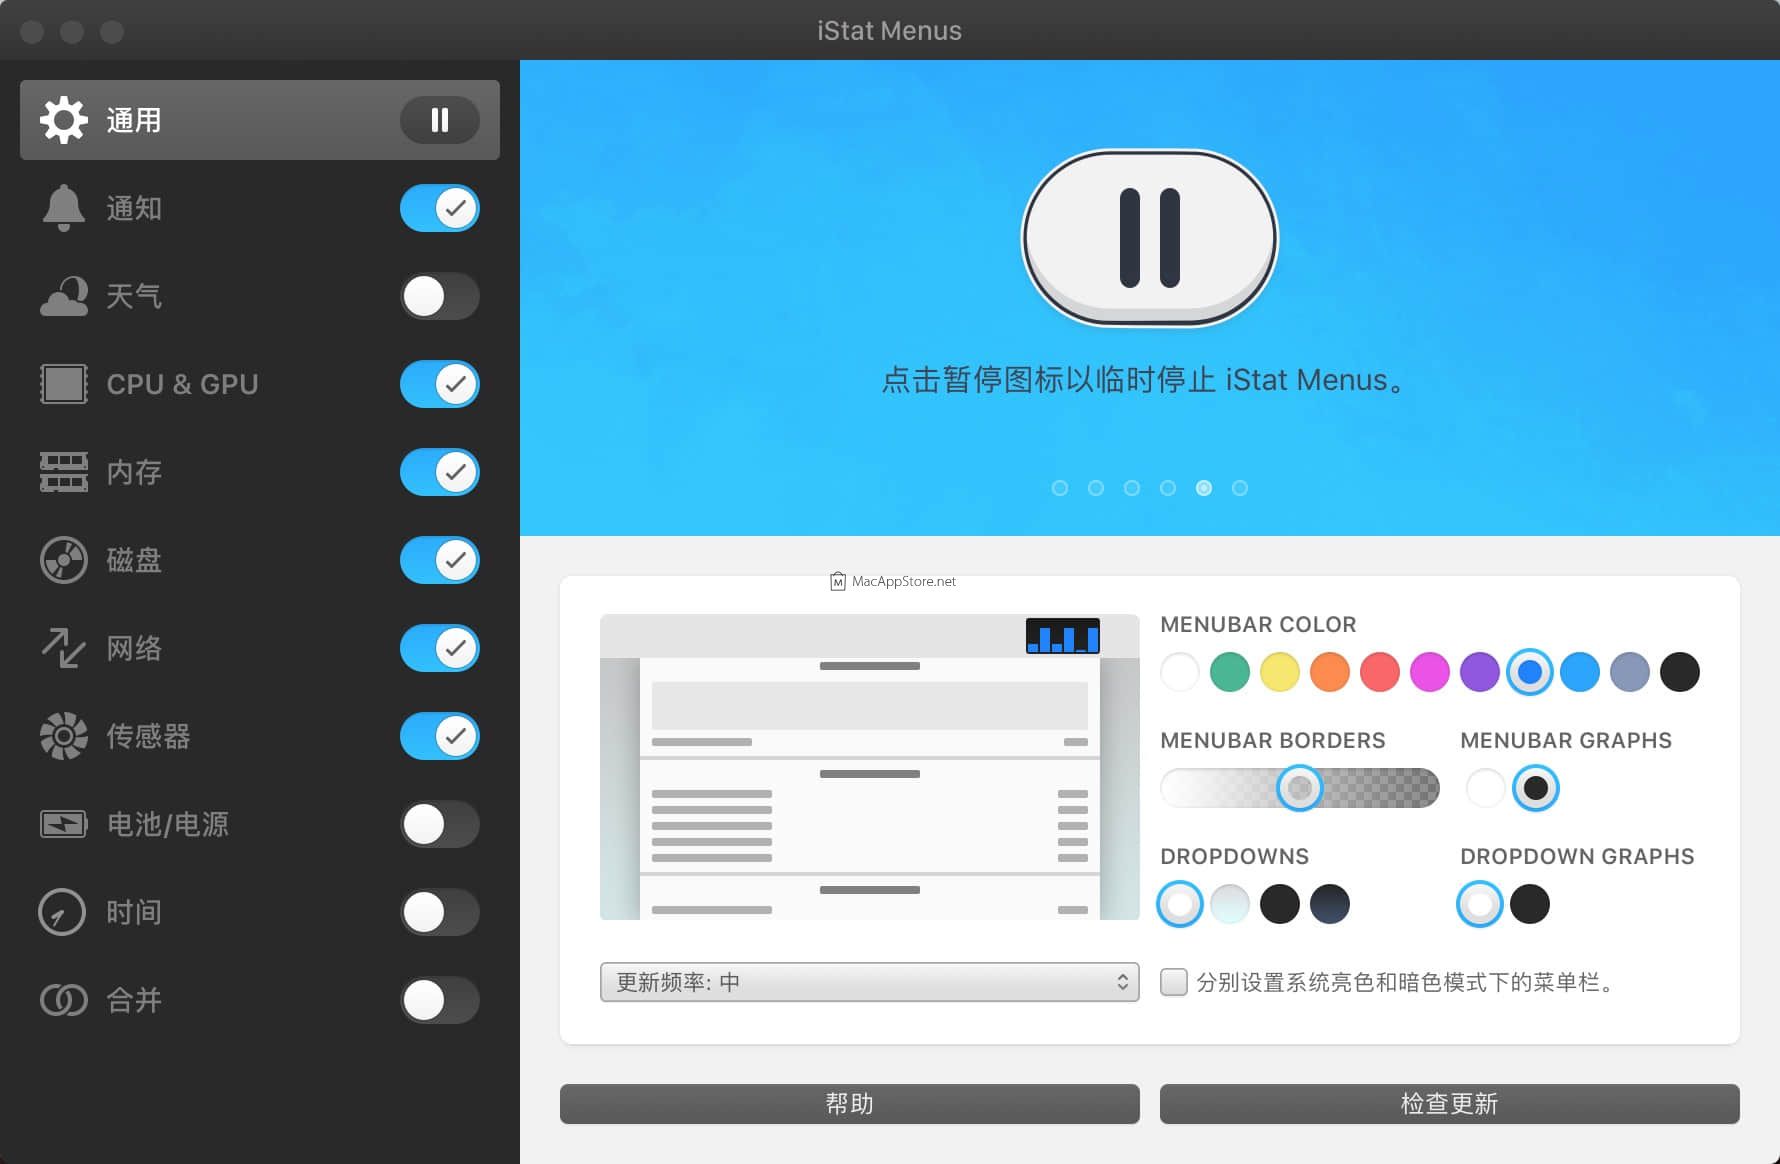 iStat Menus
通用
通知
天气
CPU & GPU
内存
磁盘
网络
传感器
电池/电源
时间
合并
点击暂停图标以临时停止 iStat Menus。
M MacAppStore.net
MENUBAR COLOR
MENUBAR BORDERS
MENUBAR GRAPHS
DROPDOWNS
DROPDOWN GRAPHS
更新频率: 中
分别设置系统亮色和暗色模式下的菜单栏。
帮助
检查更新